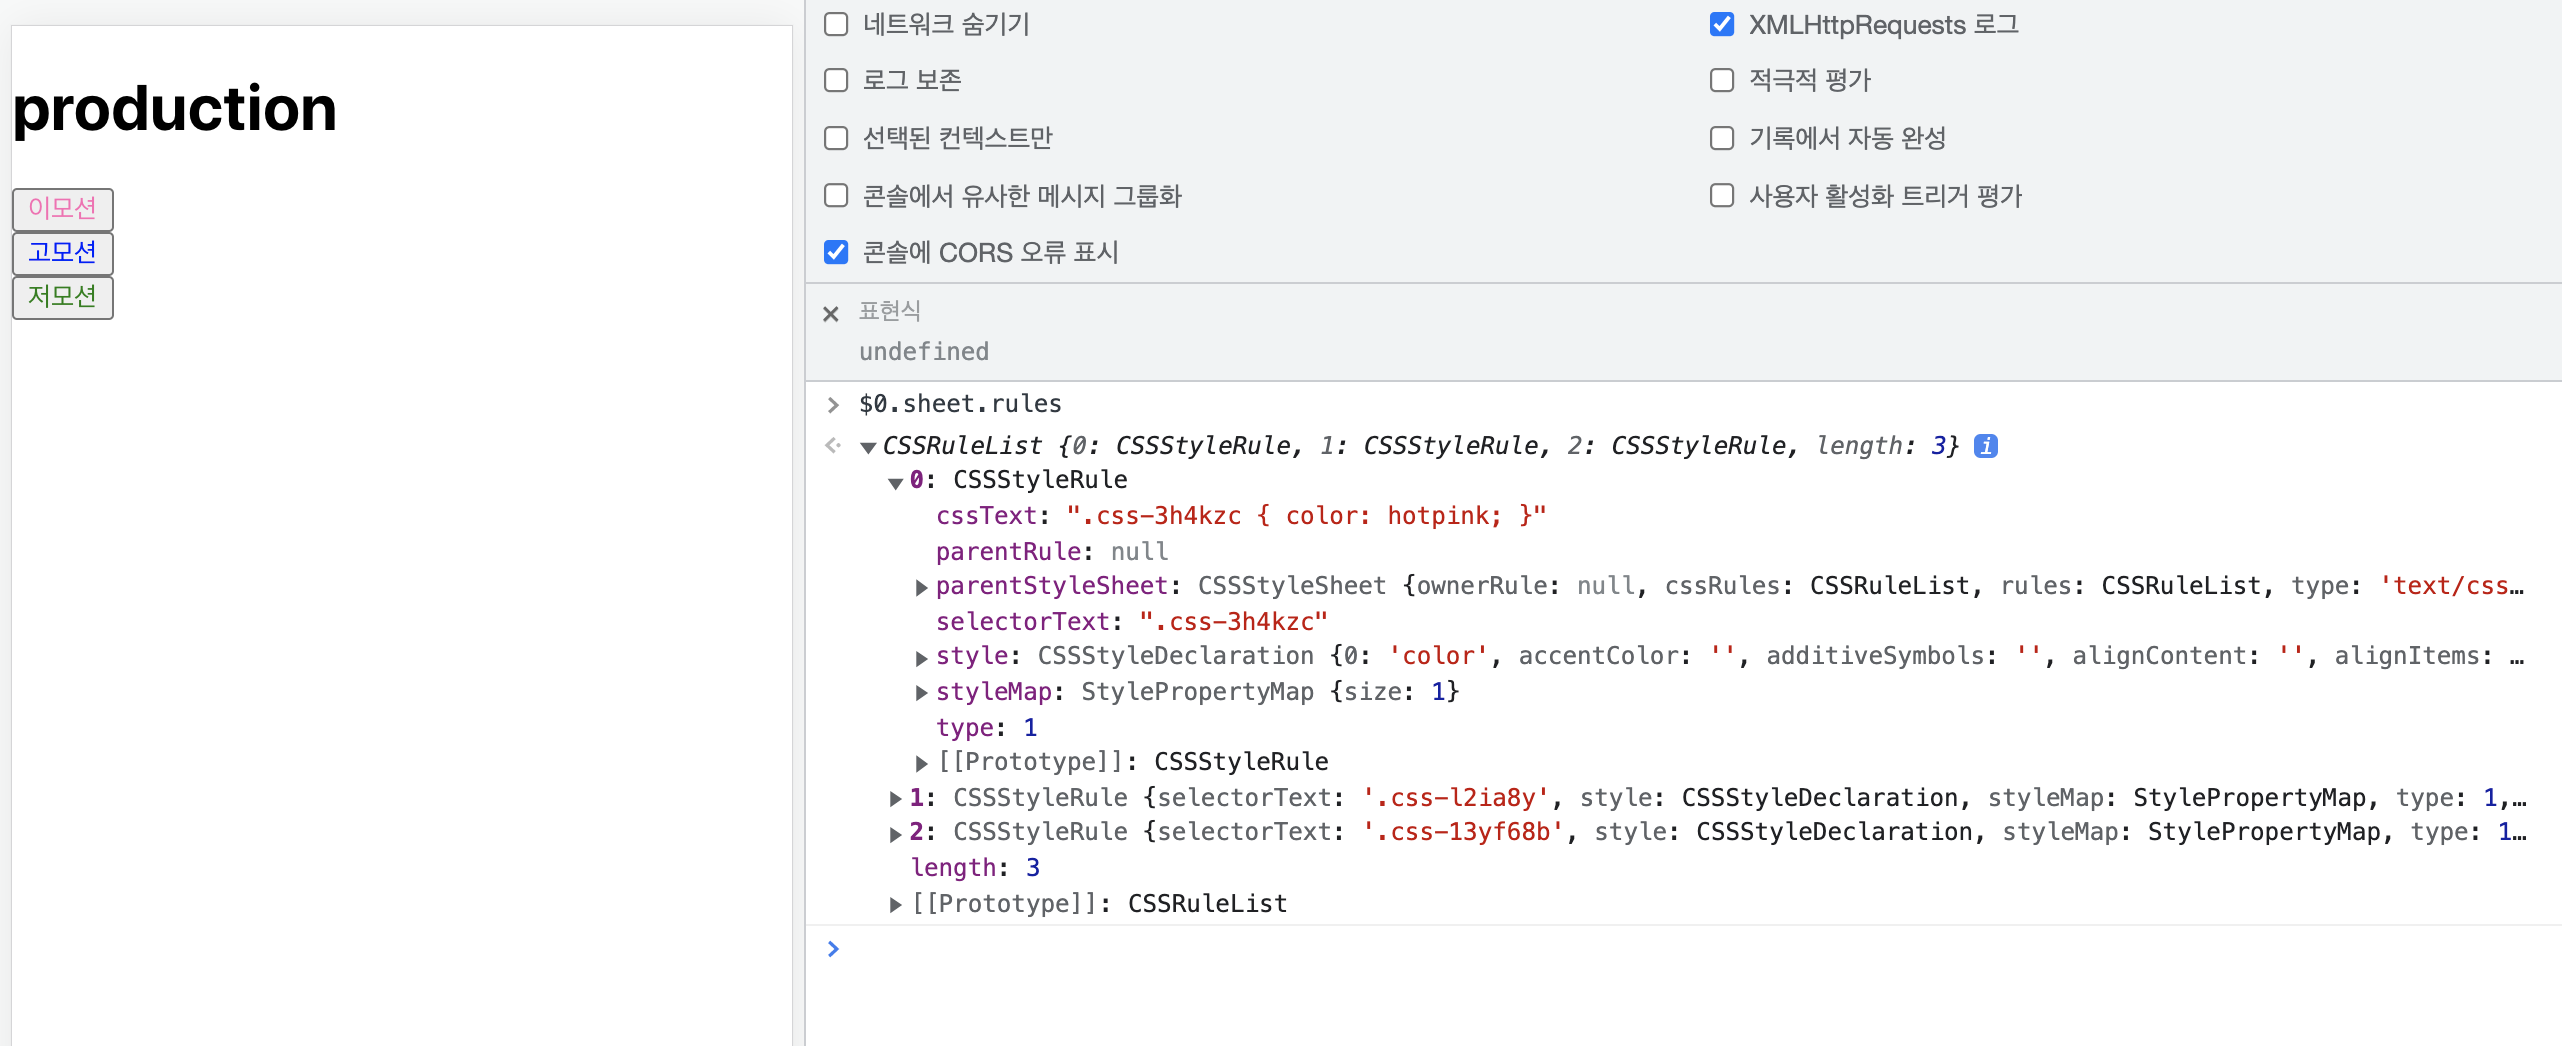 production
이모션
고모션
저모션
네트워크 숨기기
XMLHttpRequests 로그
로그 보존
적극적 평가
선택된 컨텍스트만
기록에서 자동 완성
콘솔에서 유사한 메시지 그룹화
사용자 활성화 트리거 평가
콘솔에 CORS 오류 표시
표현식
undefined
$0.sheet.rules
CSSRuleList {0: CSSStyleRule, 1: CSSStyleRule, 2: CSSStyleRule, length: 3}
0: CSSStyleRule
cssText: ".css-3h4kzc { color: hotpink; }"
parentRule: null
parentStyleSheet: CSSStyleSheet {ownerRule: null, cssRules: CSSRuleList, rules: CSSRuleList, type: 'text/css…
selectorText: ".css-3h4kzc"
style: CSSStyleDeclaration {0: 'color', accentColor: '', additiveSymbols: '', alignContent: '', alignItems: …
styleMap: StylePropertyMap {size: 1}
type: 1
[[Prototype]]: CSSStyleRule
1: CSSStyleRule {selectorText: '.css-l2ia8y', style: CSSStyleDeclaration, styleMap: StylePropertyMap, type: 1,…
2: CSSStyleRule {selectorText: '.css-13yf68b', style: CSSStyleDeclaration, styleMap: StylePropertyMap, type: 1…
length: 3
[[Prototype]]: CSSRuleList